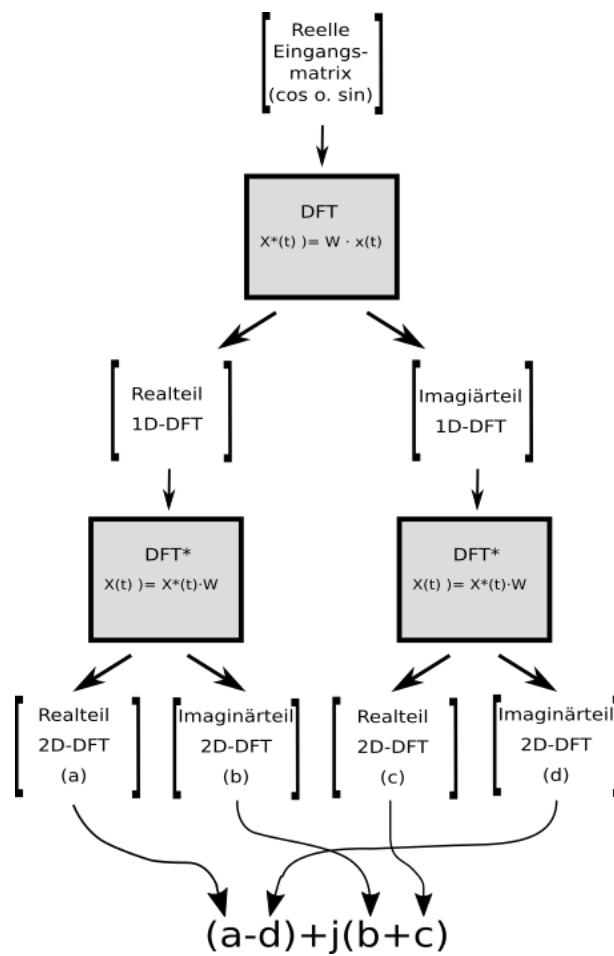 Reelle
Eingangs-
matrix
(cos o. sin)
DFT
X*(t) )= W · x(t)
Realteil
1D-DFT
Imagiärteil
1D-DFT
DFT*
X(t) )= X*(t)·W
DFT*
X(t) )= X*(t)·W
Realteil
2D-DFT
(a)
Imaginärteil
2D-DFT
(b)
Realteil
2D-DFT
(c)
Imaginärteil
2D-DFT
(d)
(a-d)+j(b+c)